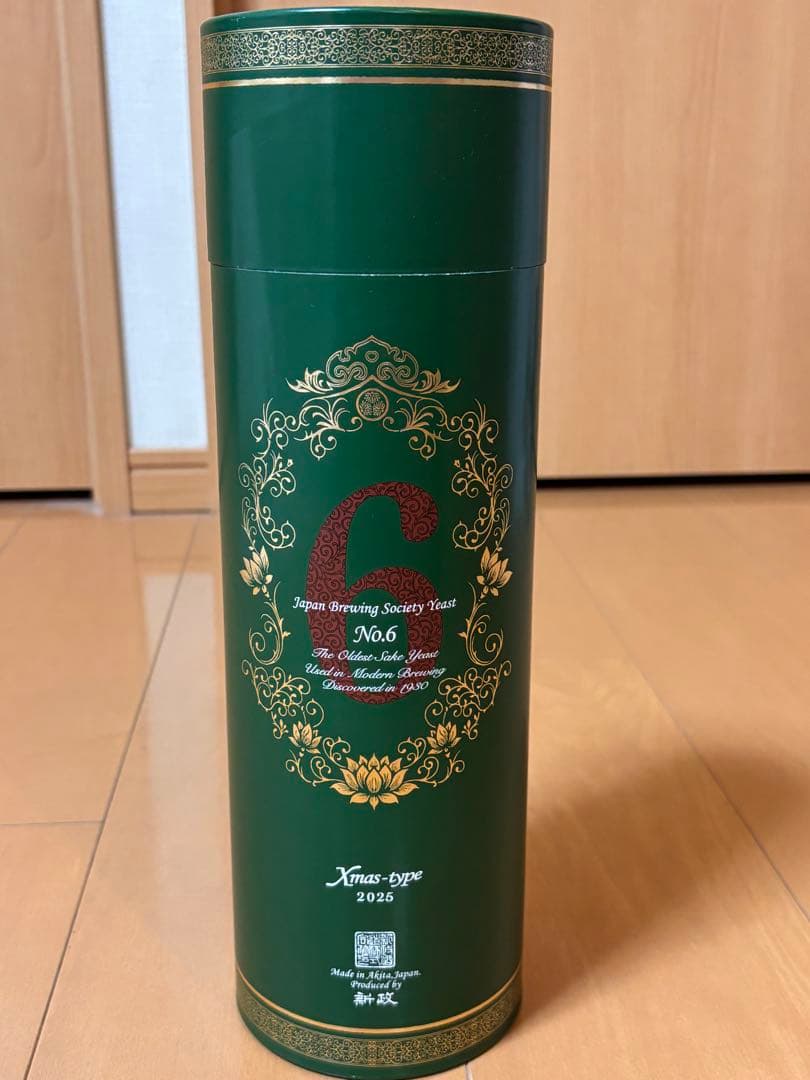 6
Japan Brewing Society Yeast
No.6
The Oldest Sake Yeast
Used in Modern Brewing
Discovered in 1930
Xmas-type
2025
Made in Akita, Japan.
Produced by
新政